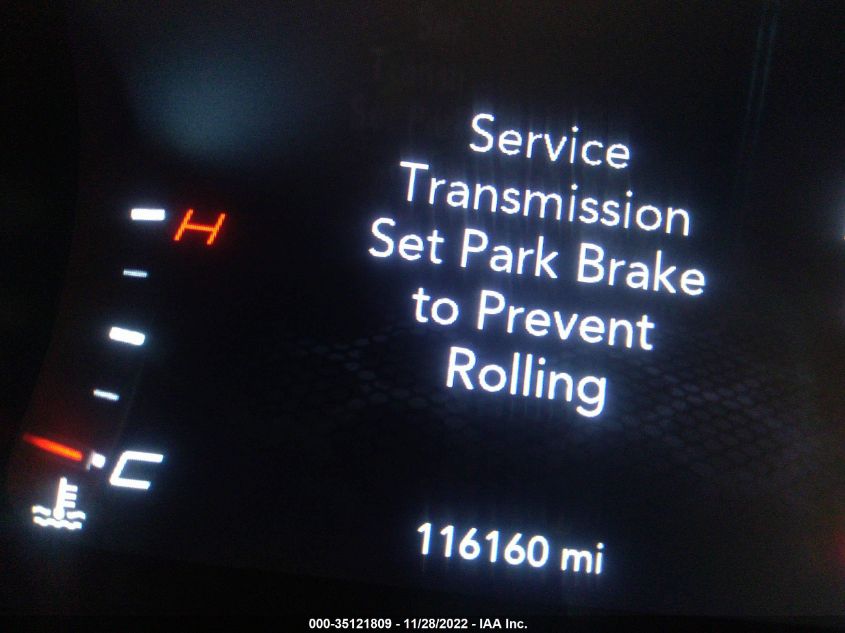 Service
Transmission
Set Park Brake
to Prevent
Rolling
H
C
116160 mi
000-35121809 - 11/28/2022 - IAA Inc.